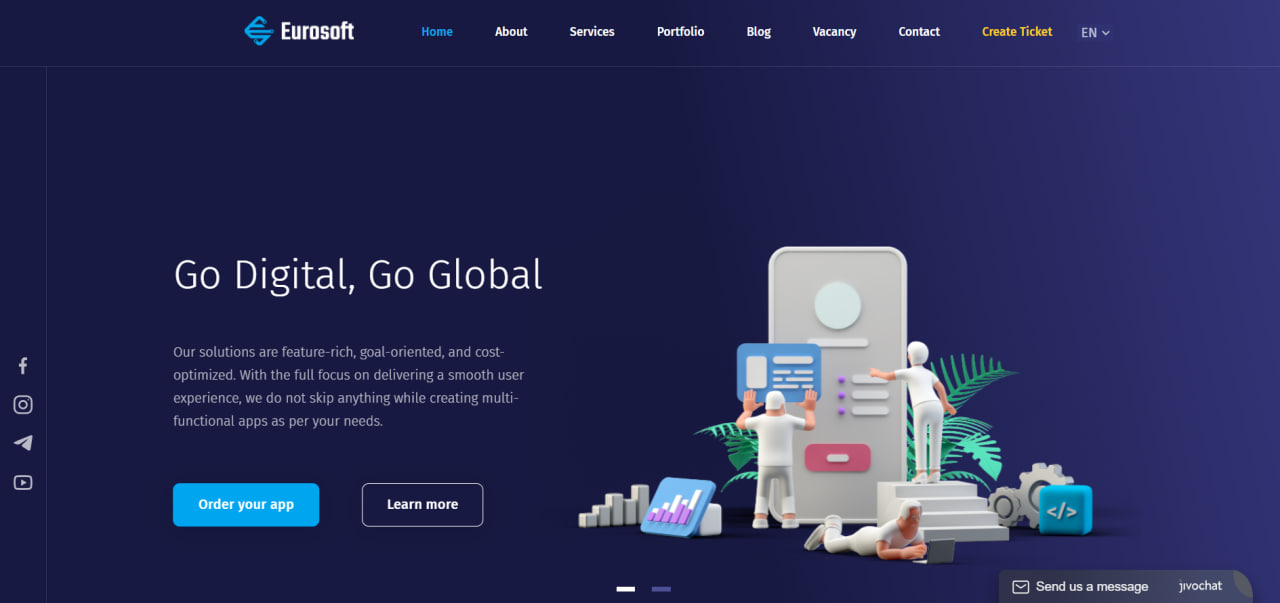 Eurosoft
Home
About
Services
Portfolio
Blog
Vacancy
Contact
Create Ticket
EN
Go Digital, Go Global
Our solutions are feature-rich, goal-oriented, and cost-
optimized. With the full focus on delivering a smooth user
experience, we do not skip anything while creating multi-
functional apps as per your needs.
Order your app
Learn more
</>
Send us a message
jivochat